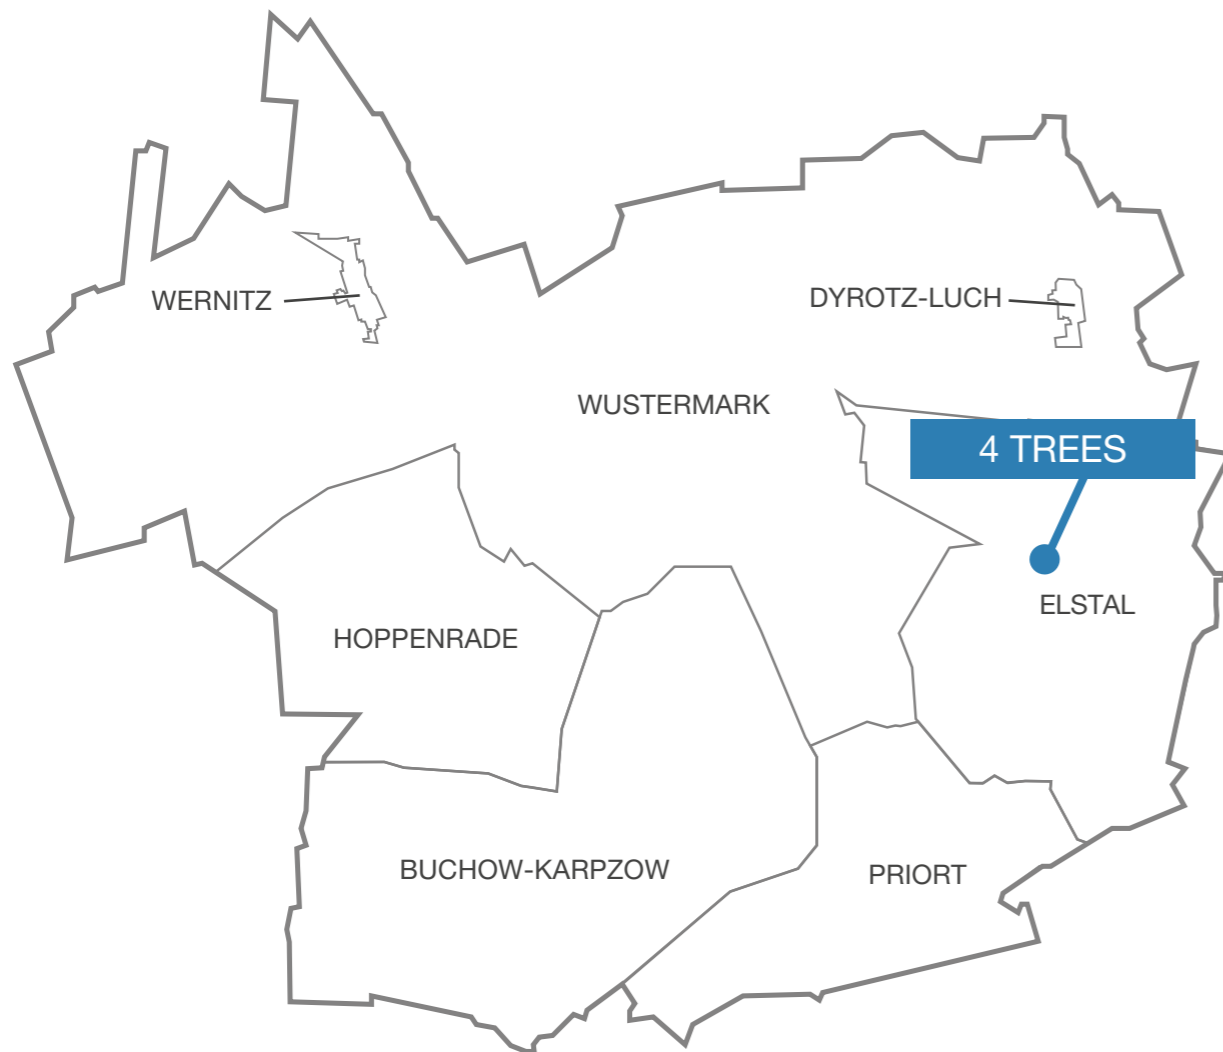 WERNITZ
DYROTZ-LUCH
WUSTERMARK
4 TREES
ELSTAL
HOPPENRADE
BUCHOW-KARPZOW
PRIORT